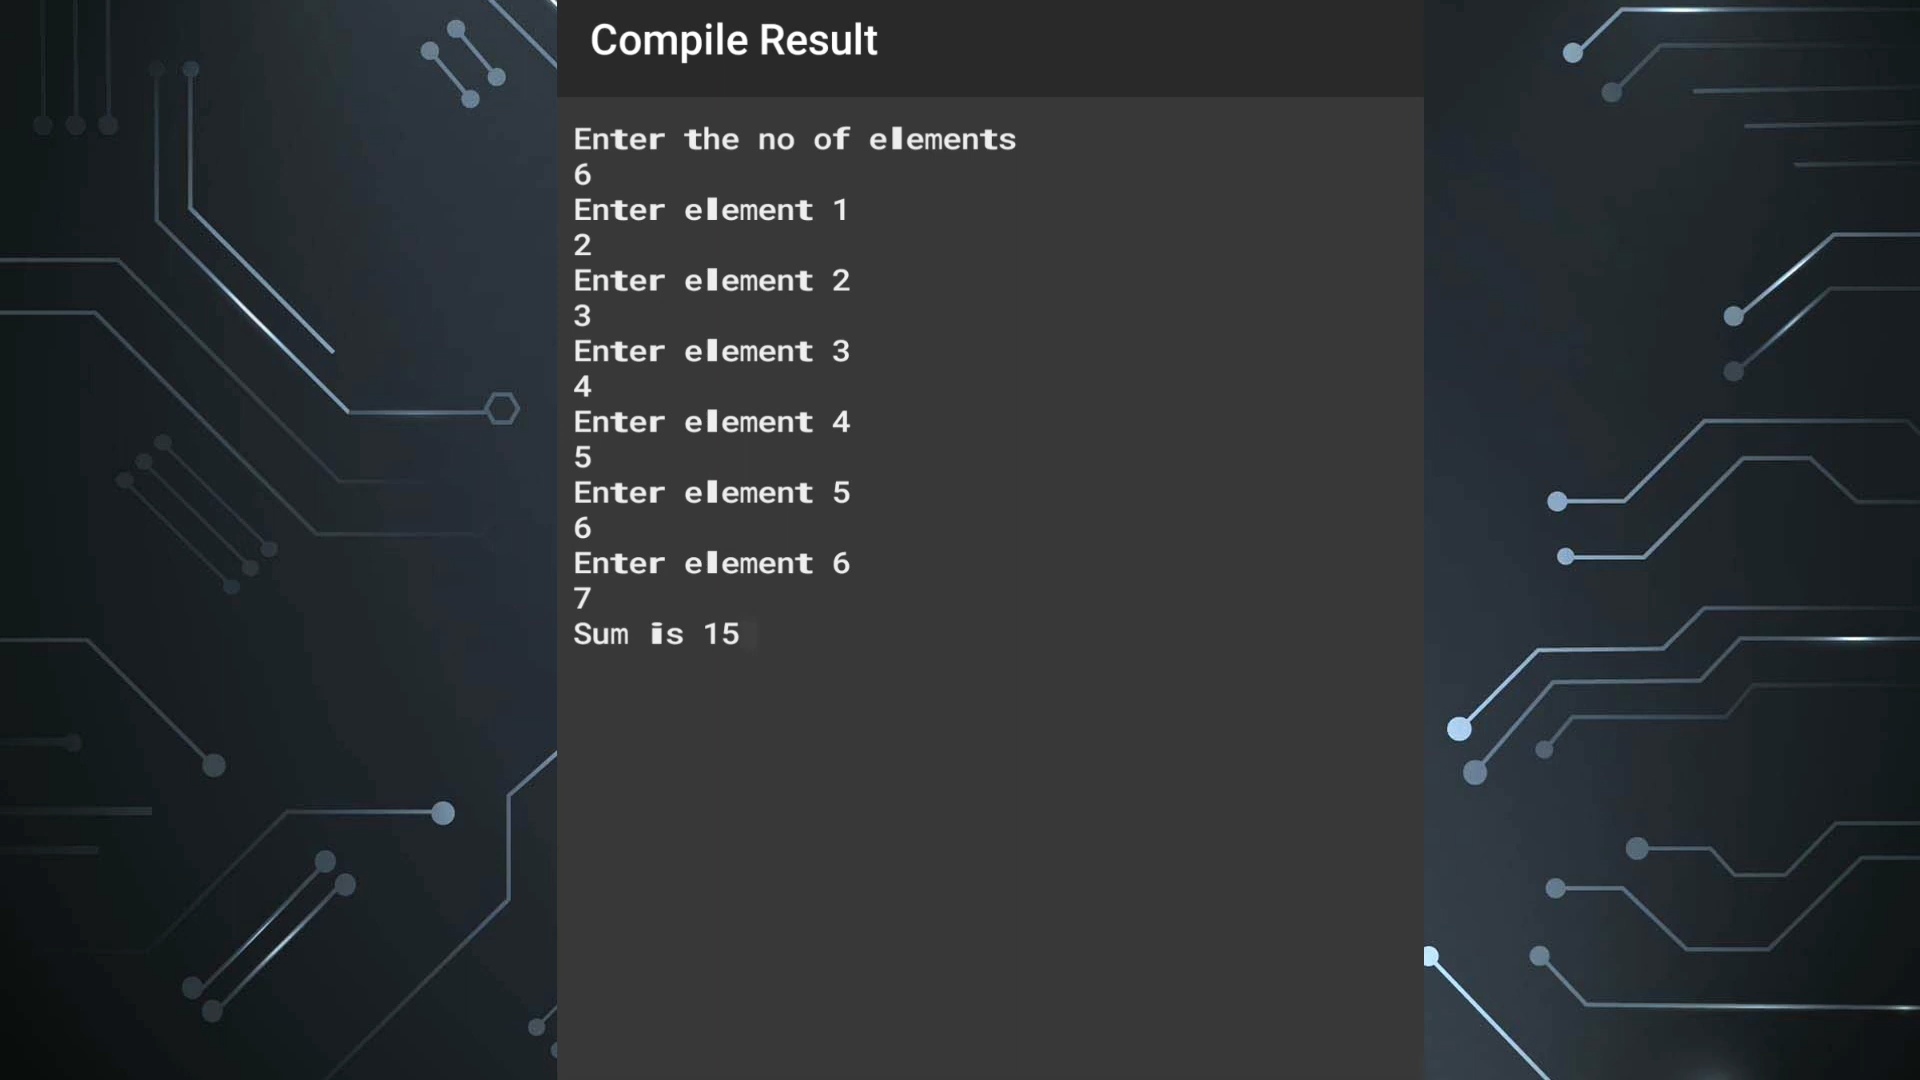 Compile Result
Enter the no of elements
6
Enter element 1
2
Enter element 2
3
Enter element 3
4
Enter element 4
5
Enter element 5
6
Enter element 6
7
Sum is 15